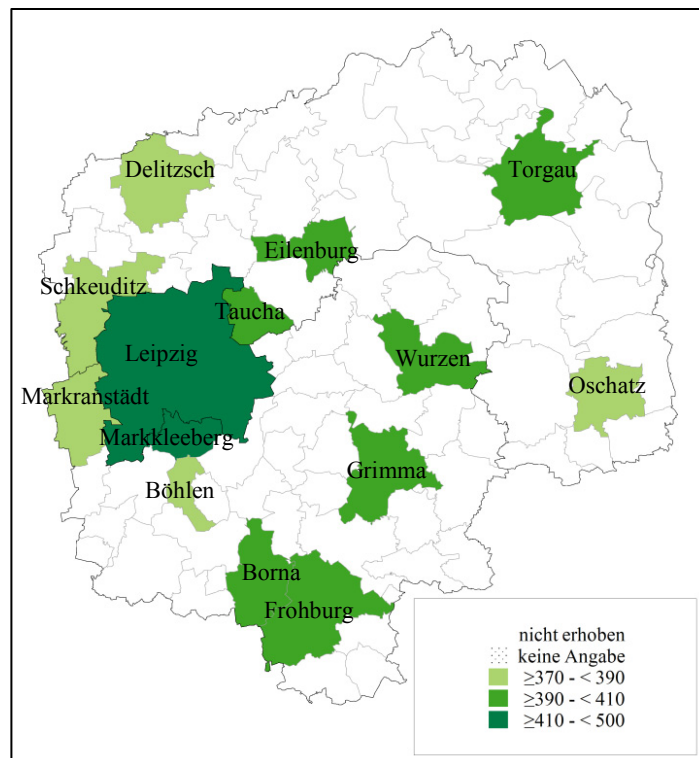 Delitzsch
Torgau
Eilenburg
Schkeuditz
Taucha
Leipzig
Wurzen
Oschatz
Markranstädt
Markkleeberg
Grimma
Böhlen
Borna
Frohburg
nicht erhoben
keine Angabe
≥370 - < 390
≥390 - < 410
≥410 - < 500